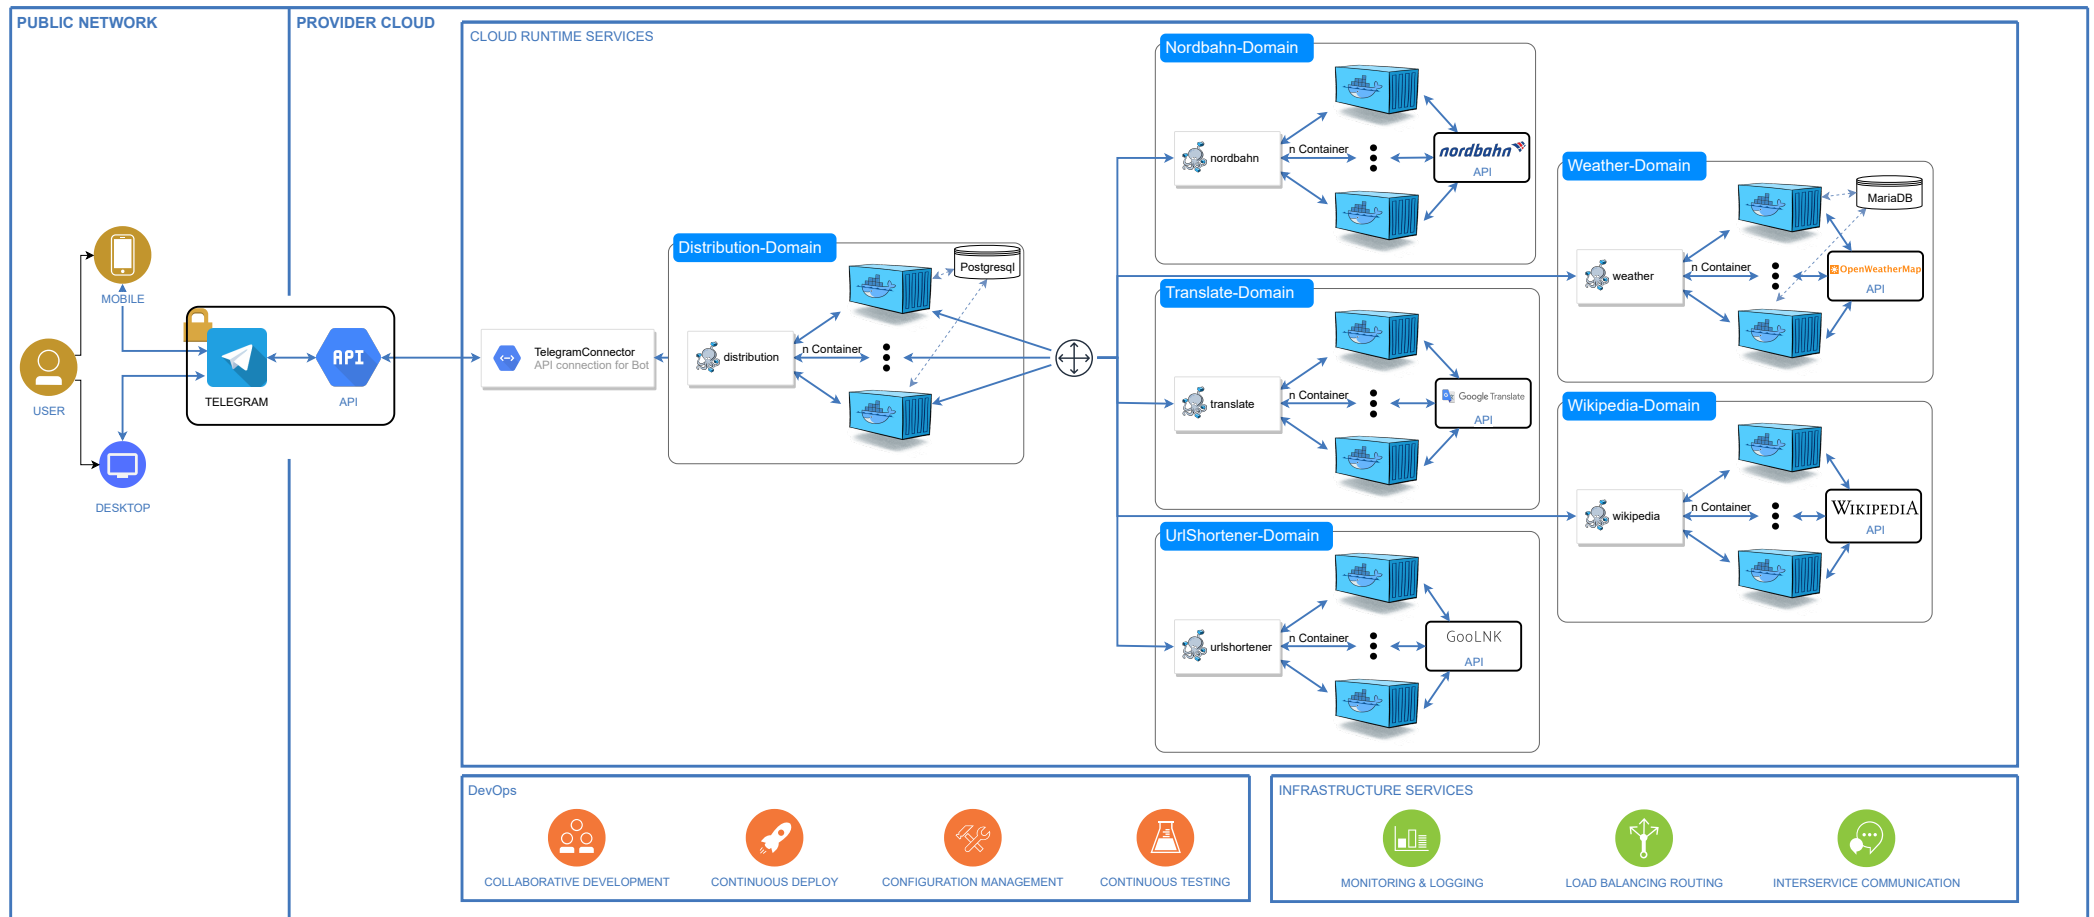 PUBLIC NETWORK
PROVIDER CLOUD
CLOUD RUNTIME SERVICES
USER
MOBILE
DESKTOP
TELEGRAM
API
API
TelegramConnector
API connection for Bot
Distribution-Domain
distribution
n Container
Postgresql
Nordbahn-Domain
nordbahn
n Container
nordbahn
API
Translate-Domain
translate
n Container
Google Translate
API
UrlShortener-Domain
urlshortener
n Container
GooLNK
API
Weather-Domain
weather
n Container
MariaDB
OpenWeatherMap
API
Wikipedia-Domain
wikipedia
n Container
WIKIPEDIA
API
DevOps
COLLABORATIVE DEVELOPMENT
CONTINUOUS DEPLOY
CONFIGURATION MANAGEMENT
CONTINUOUS TESTING
INFRASTRUCTURE SERVICES
MONITORING & LOGGING
LOAD BALANCING ROUTING
INTERSERVICE COMMUNICATION